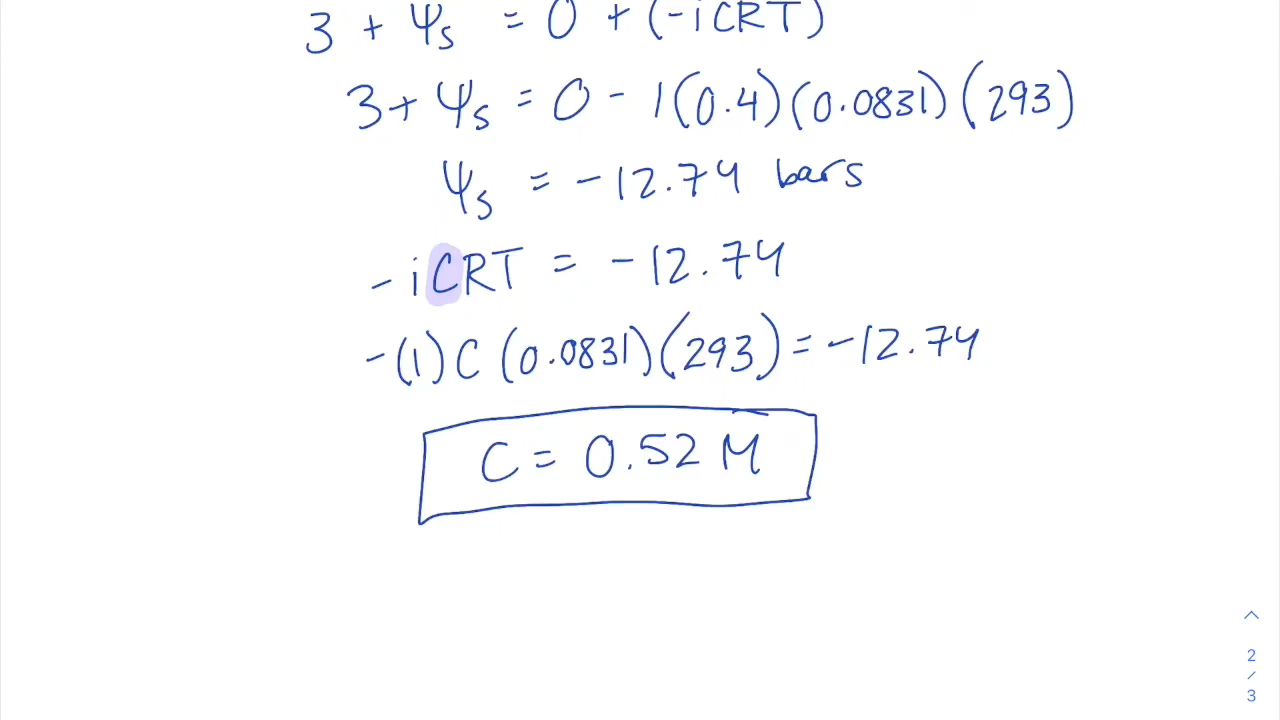 3 + Ψs = 0 + (-iCRT)
3 + Ψs = 0 - 1(0.4)(0.0831)(293)
Ψs = -12.74 bars
-iCRT = -12.74
-(1)C(0.0831)(293) = -12.74
C = 0.52 M
2
/
3